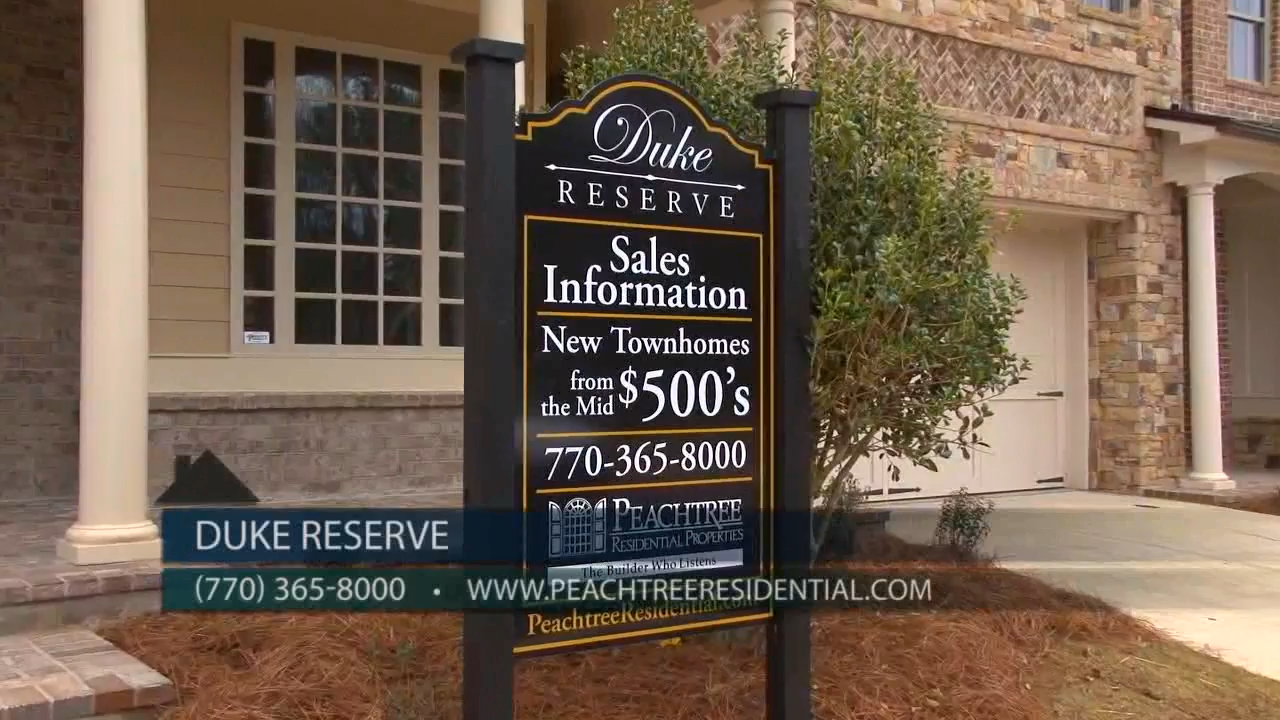 Duke
RESERVE
Sales
Information
New Townhomes
from
the Mid $500's
770-365-8000
PEACHTREE
RESIDENTIAL PROPERTIES
The Builder Who Listens
PeachtreeResidential.com
DUKE RESERVE
(770) 365-8000 • WWW.PEACHTREERESIDENTIAL.COM